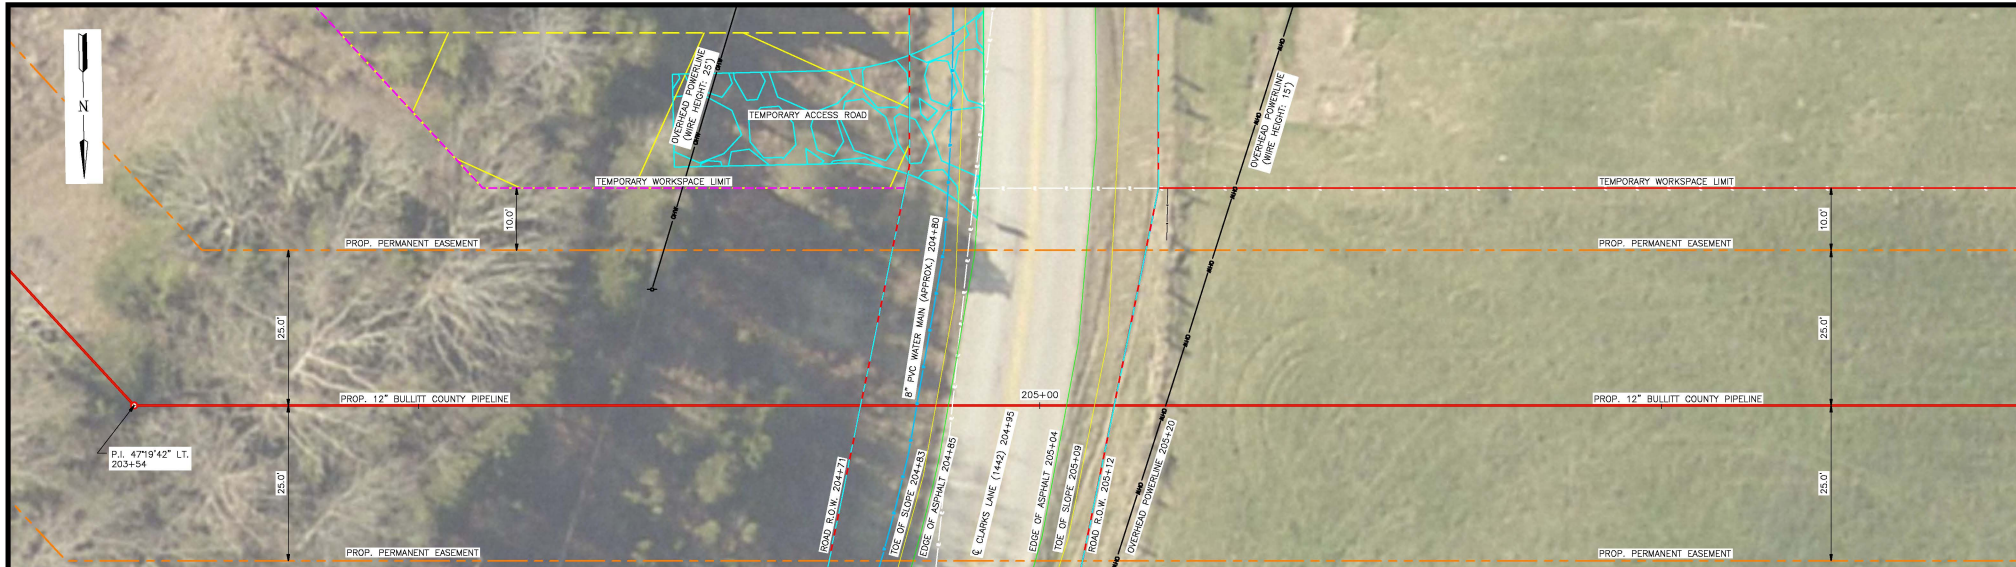 N
OVERHEAD POWERLINE
(WIRE HEIGHT: 25')
TEMPORARY ACCESS ROAD
OVERHEAD POWERLINE
(WIRE HEIGHT: 15')
TEMPORARY WORKSPACE LIMIT
TEMPORARY WORKSPACE LIMIT
10.0'
10.0'
PROP. PERMANENT EASEMENT
PROP. PERMANENT EASEMENT
8" PVC WATER MAIN (APPROX.) 204+80
25.0'
25.0'
PROP. 12" BULLITT COUNTY PIPELINE
205+00
PROP. 12" BULLITT COUNTY PIPELINE
P.I. 47°19'42" LT.
203+54
25.0'
25.0'
ROAD R.O.W. 204+71
TOE OF SLOPE 204+83
EDGE OF ASPHALT 204+85
℄ CLARKS LANE (1442) 204+95
EDGE OF ASPHALT 205+04
TOE OF SLOPE 205+09
ROAD R.O.W. 205+12
OVERHEAD POWERLINE 205+20
PROP. PERMANENT EASEMENT
PROP. PERMANENT EASEMENT